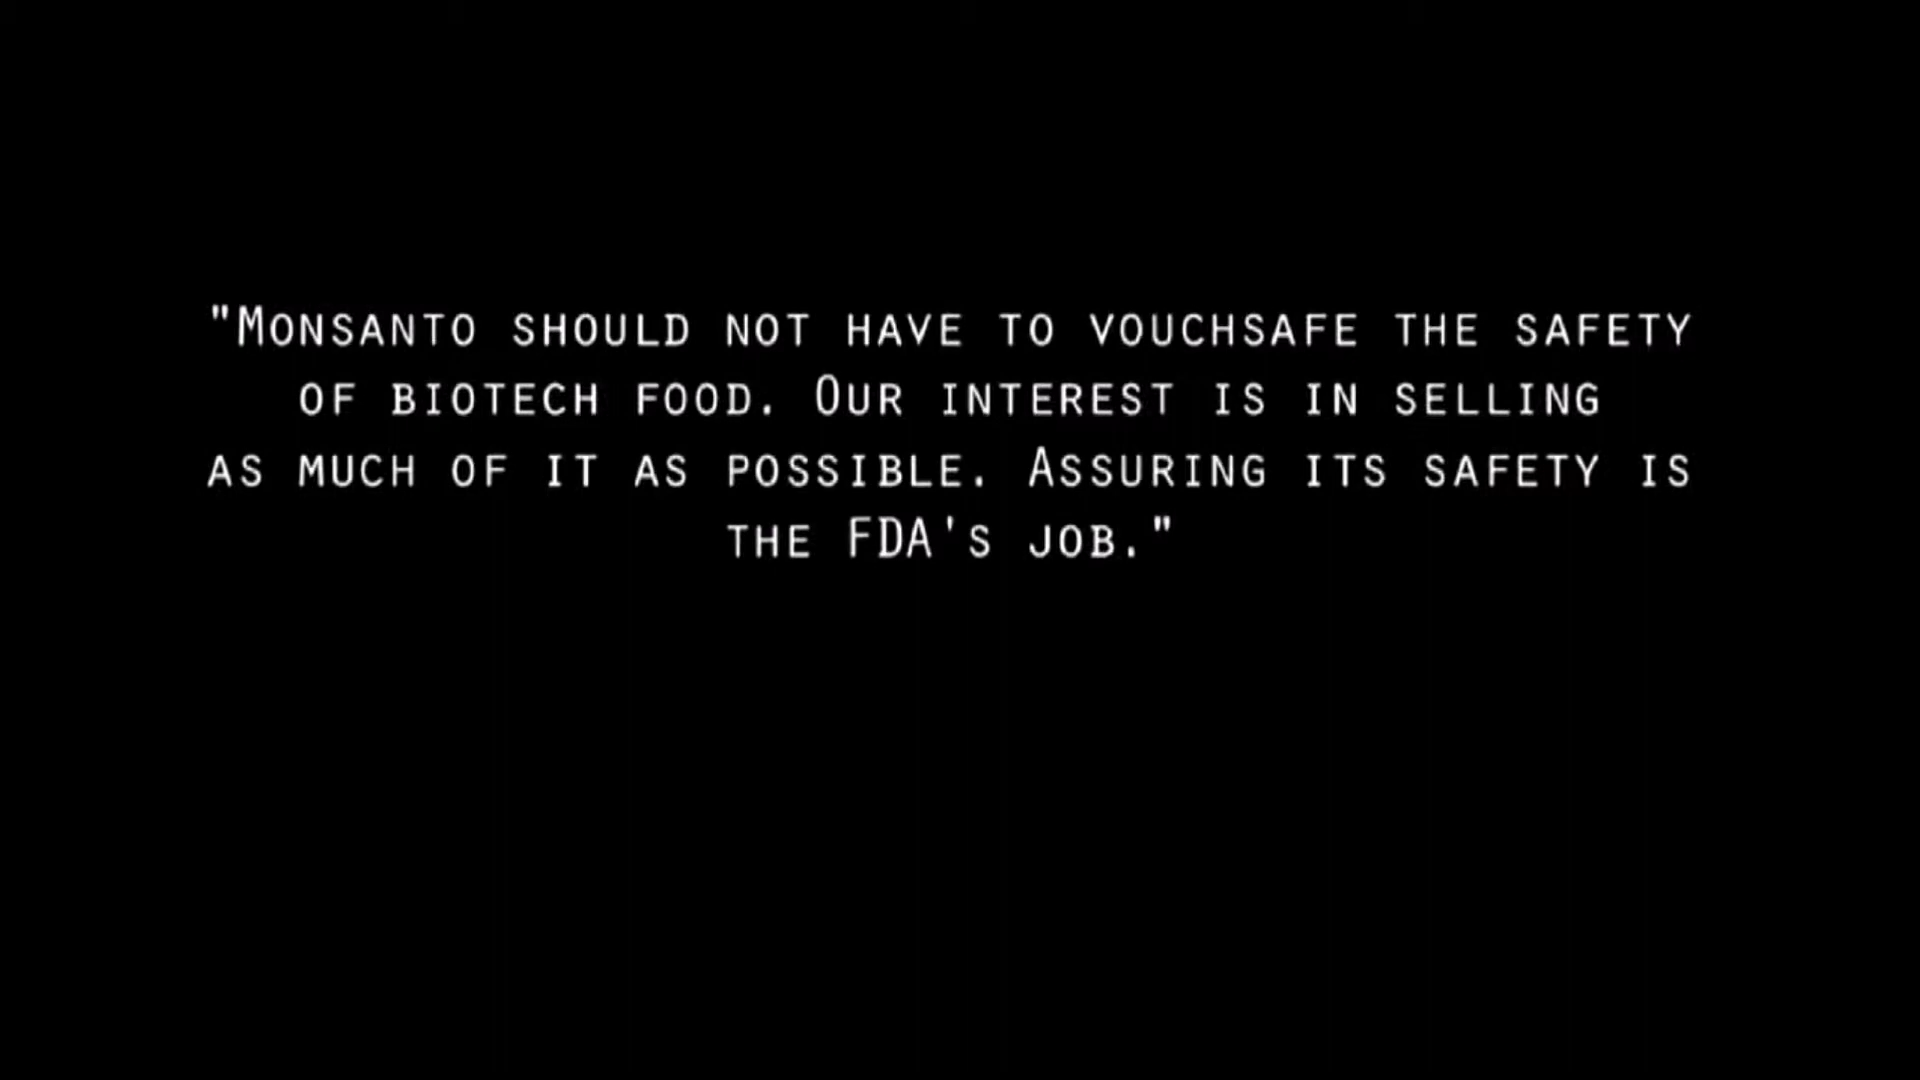 "Monsanto should not have to vouchsafe the safety
of biotech food. Our interest is in selling
as much of it as possible. Assuring its safety is
the FDA's job."